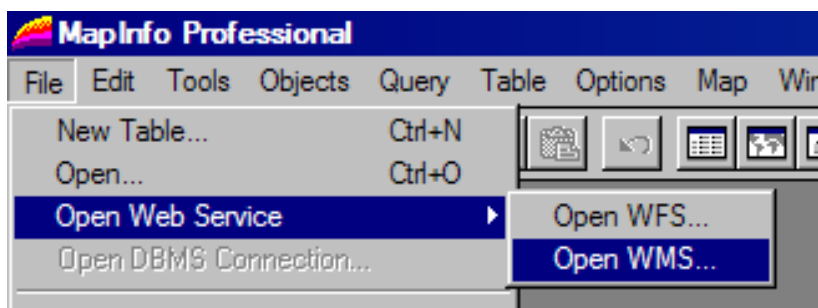 MapInfo Professional
File Edit Tools Objects Query Table Options Map
New Table... Ctrl+N
Open... Ctrl+O
Open Web Service Open WFS...
Open DBMS Connection... Open WMS...